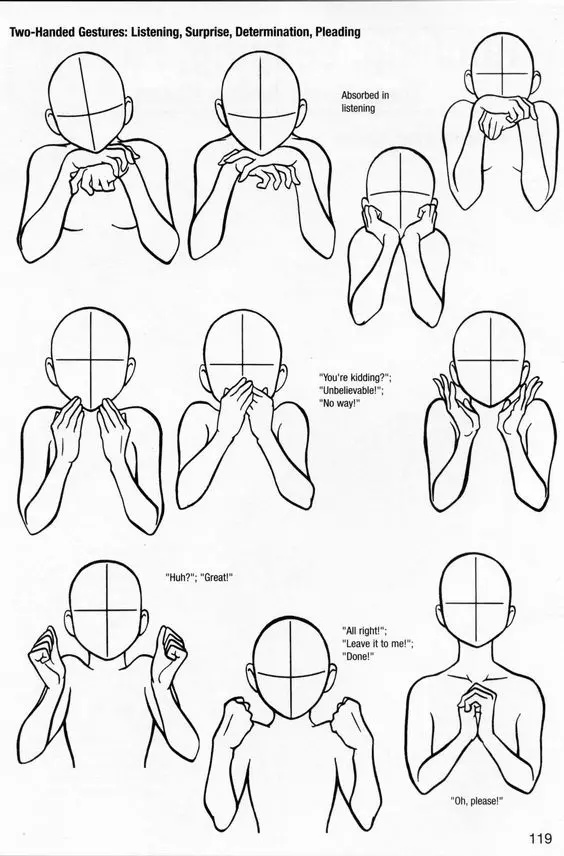 Two-Handed Gestures: Listening, Surprise, Determination, Pleading
Absorbed in
listening
"You're kidding?";
"Unbelievable!";
"No way!"
"Huh?"; "Great!"
"All right!";
"Leave it to me!";
"Done!"
"Oh, please!"
119